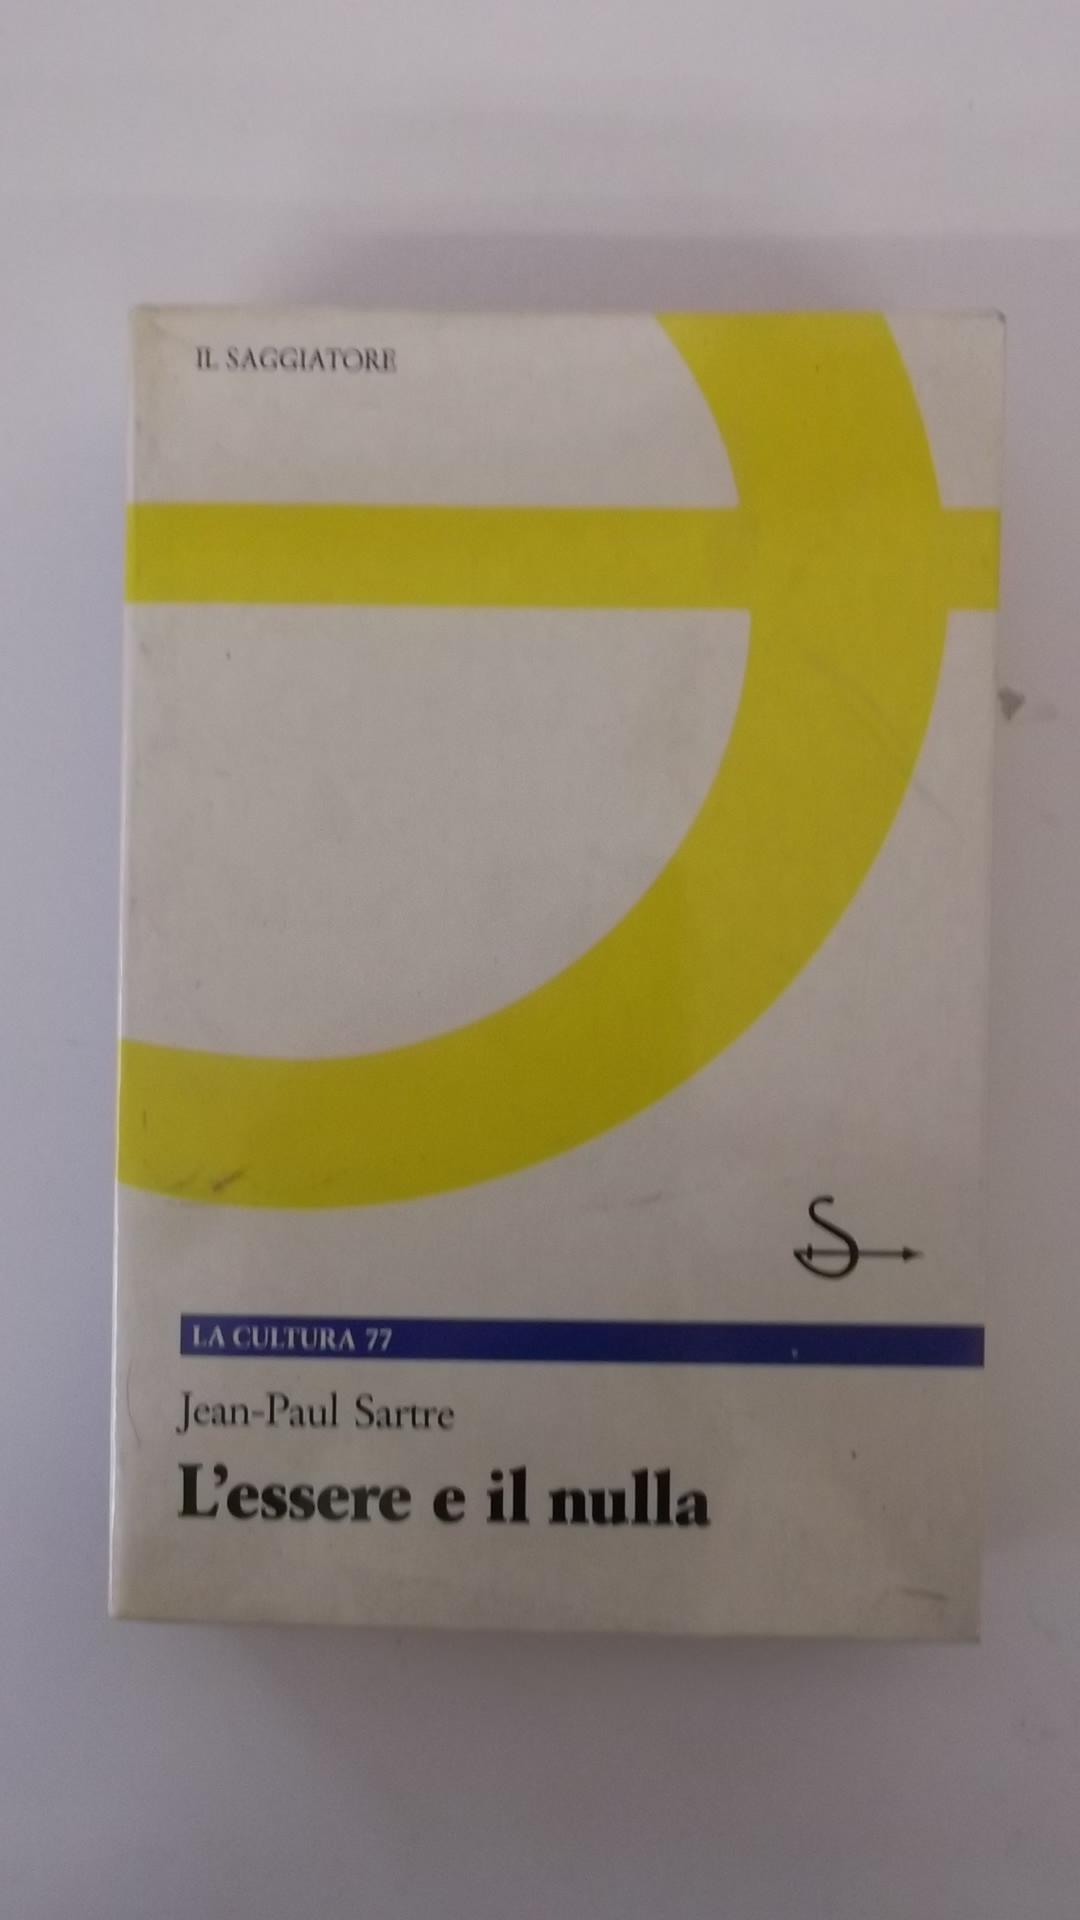 IL SAGGIATORE
S
LA CULTURA 77
Jean-Paul Sartre
L'essere e il nulla